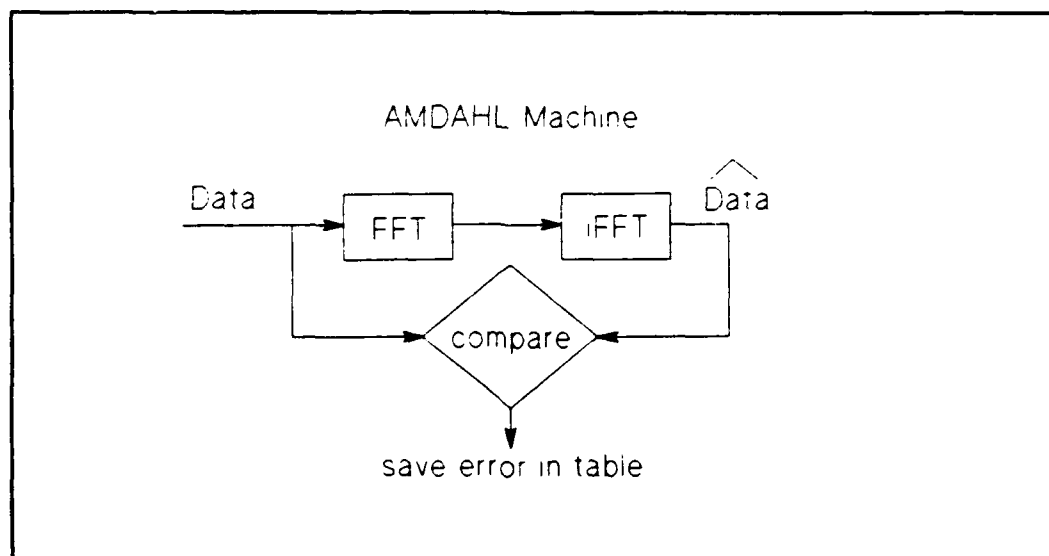 AMDAHL Machine
Data
FFT
iFFT
Data
compare
save error in table